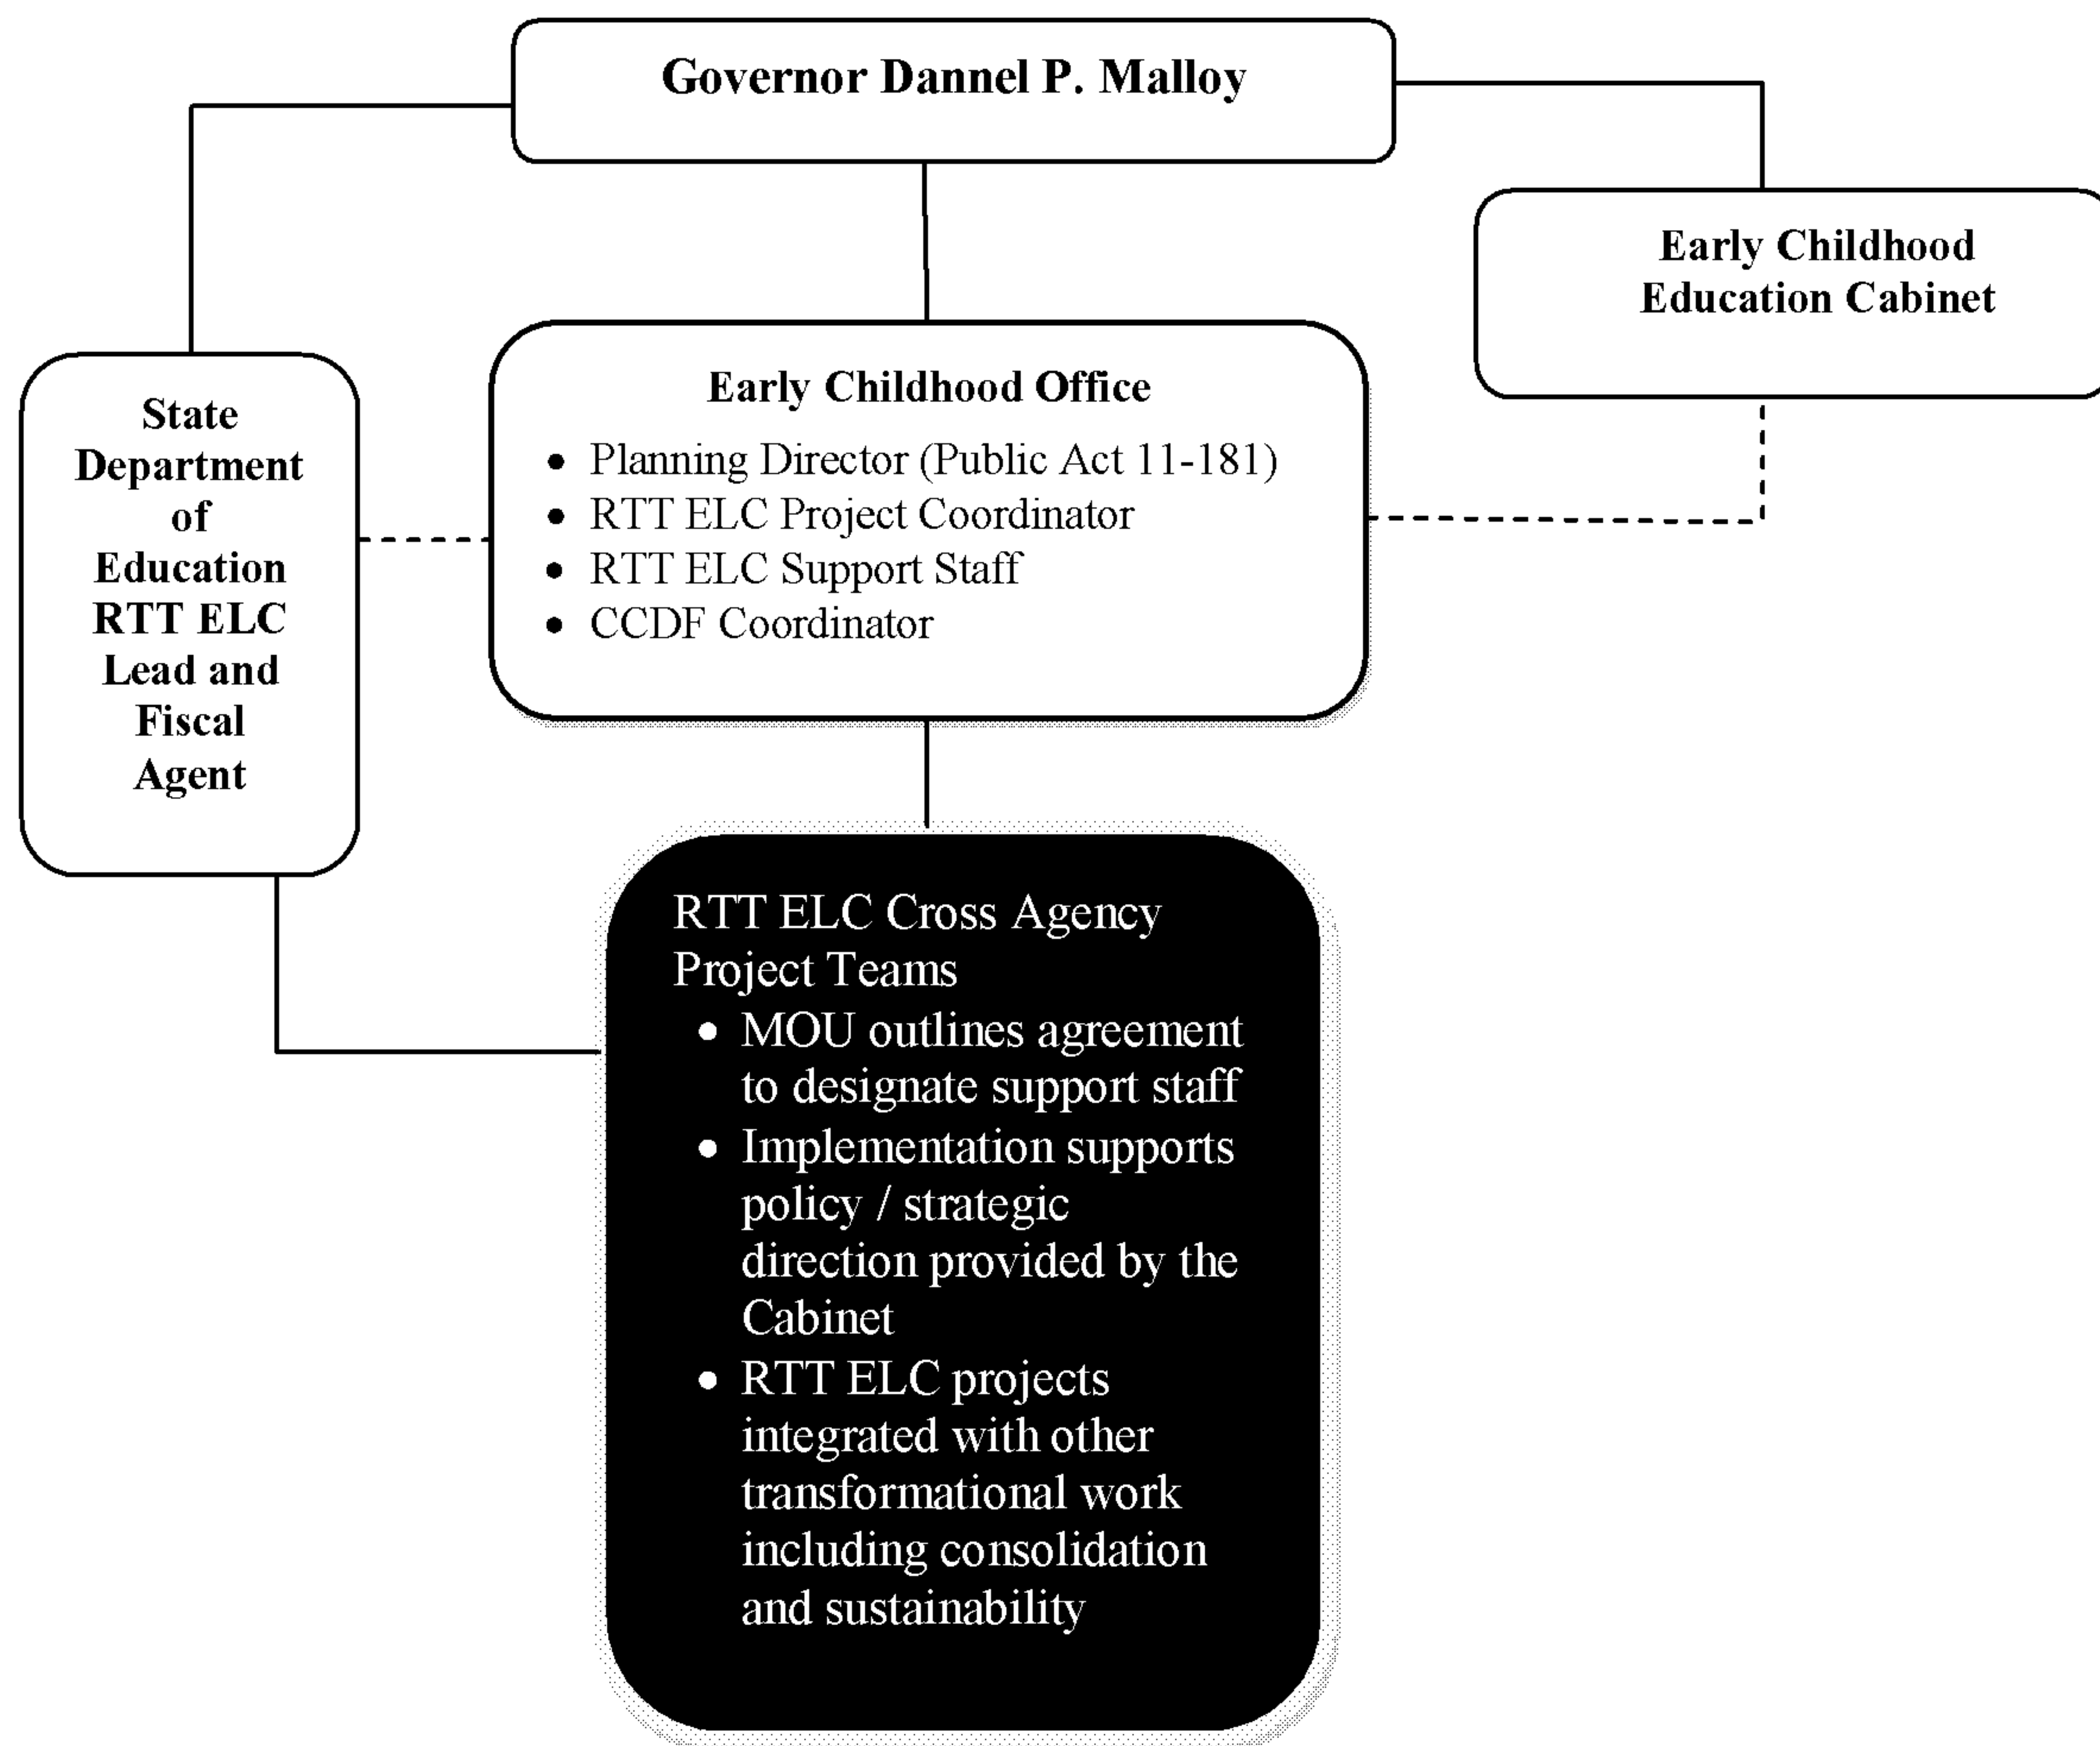 Governor Dannel P. Malloy
Early Childhood
Education Cabinet
State
Department
of
Education
RTT ELC
Lead and
Fiscal
Agent
Early Childhood Office
• Planning Director (Public Act 11-181)
• RTT ELC Project Coordinator
• RTT ELC Support Staff
• CCDF Coordinator
RTT ELC Cross Agency
Project Teams
• MOU outlines agreement
to designate support staff
• Implementation supports
policy / strategic
direction provided by the
Cabinet
• RTT ELC projects
integrated with other
transformational work
including consolidation
and sustainability